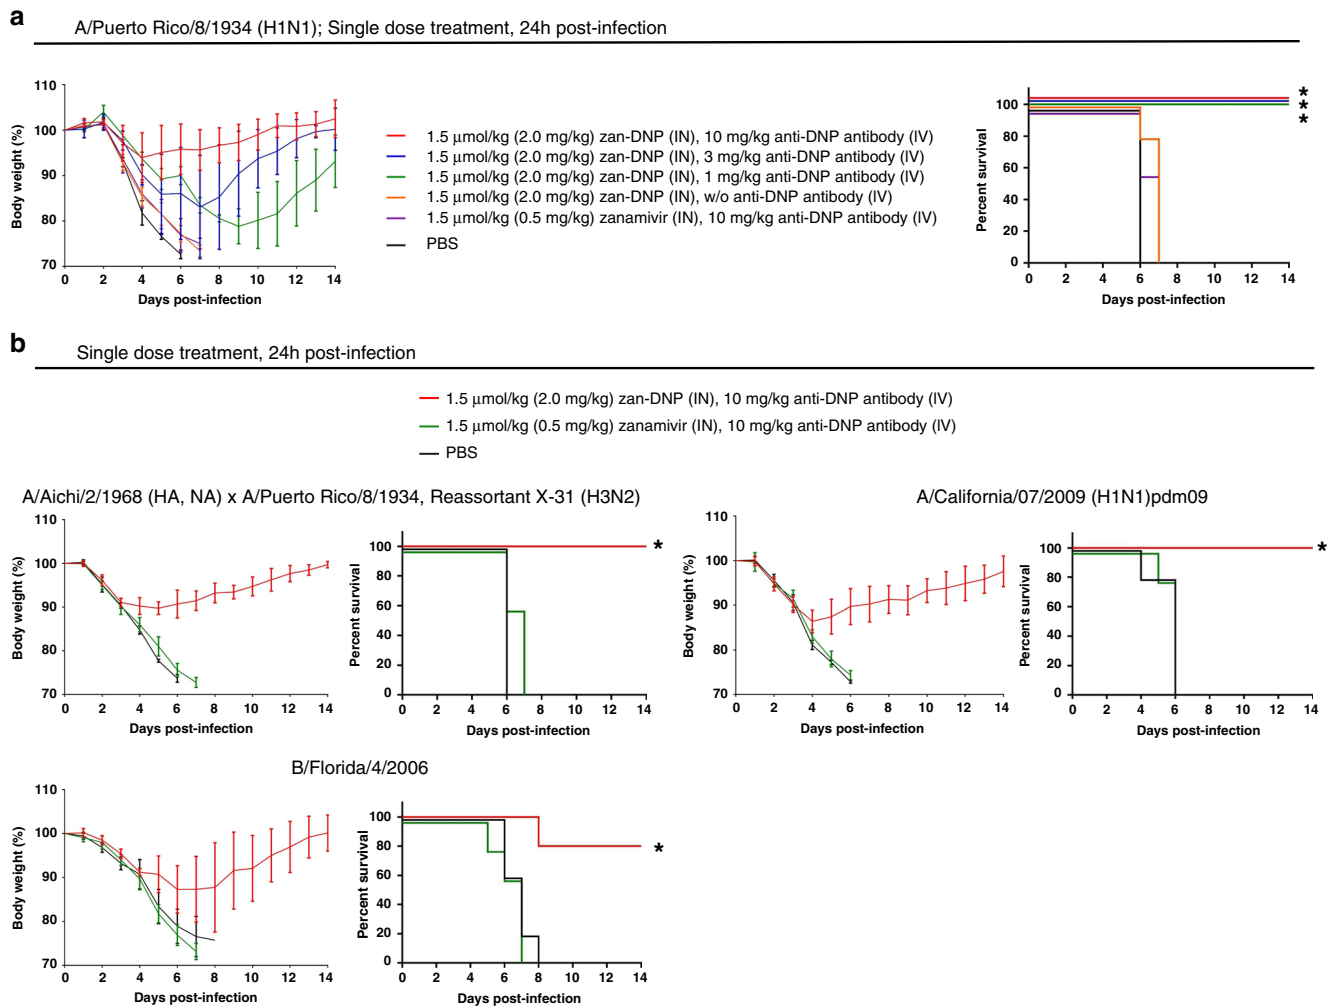 a
A/Puerto Rico/8/1934 (H1N1); Single dose treatment, 24h post-infection
110
100
90
80
70
Body weight (%)
0 2 4 6 8 10 12 14
Days post-infection
1.5 μmol/kg (2.0 mg/kg) zan-DNP (IN), 10 mg/kg anti-DNP antibody (IV)
1.5 μmol/kg (2.0 mg/kg) zan-DNP (IN), 3 mg/kg anti-DNP antibody (IV)
1.5 μmol/kg (2.0 mg/kg) zan-DNP (IN), 1 mg/kg anti-DNP antibody (IV)
1.5 μmol/kg (2.0 mg/kg) zan-DNP (IN), w/o anti-DNP antibody (IV)
1.5 μmol/kg (0.5 mg/kg) zanamivir (IN), 10 mg/kg anti-DNP antibody (IV)
PBS
100
80
60
40
20
0
Percent survival
0 2 4 6 8 10 12 14
Days post-infection
*
*
*
b
Single dose treatment, 24h post-infection
1.5 μmol/kg (2.0 mg/kg) zan-DNP (IN), 10 mg/kg anti-DNP antibody (IV)
1.5 μmol/kg (0.5 mg/kg) zanamivir (IN), 10 mg/kg anti-DNP antibody (IV)
PBS
A/Aichi/2/1968 (HA, NA) x A/Puerto Rico/8/1934, Reassortant X-31 (H3N2)
110
100
90
80
70
Body weight (%)
0 2 4 6 8 10 12 14
Days post-infection
100
80
60
40
20
0
Percent survival
0 2 4 6 8 10 12 14
Days post-infection
*
A/California/07/2009 (H1N1)pdm09
110
100
90
80
70
Body weight (%)
0 2 4 6 8 10 12 14
Days post-infection
100
80
60
40
20
0
Percent survival
0 2 4 6 8 10 12 14
Days post-infection
*
B/Florida/4/2006
110
100
90
80
70
Body weight (%)
0 2 4 6 8 10 12 14
Days post-infection
100
80
60
40
20
0
Percent survival
0 2 4 6 8 10 12 14
Days post-infection
*